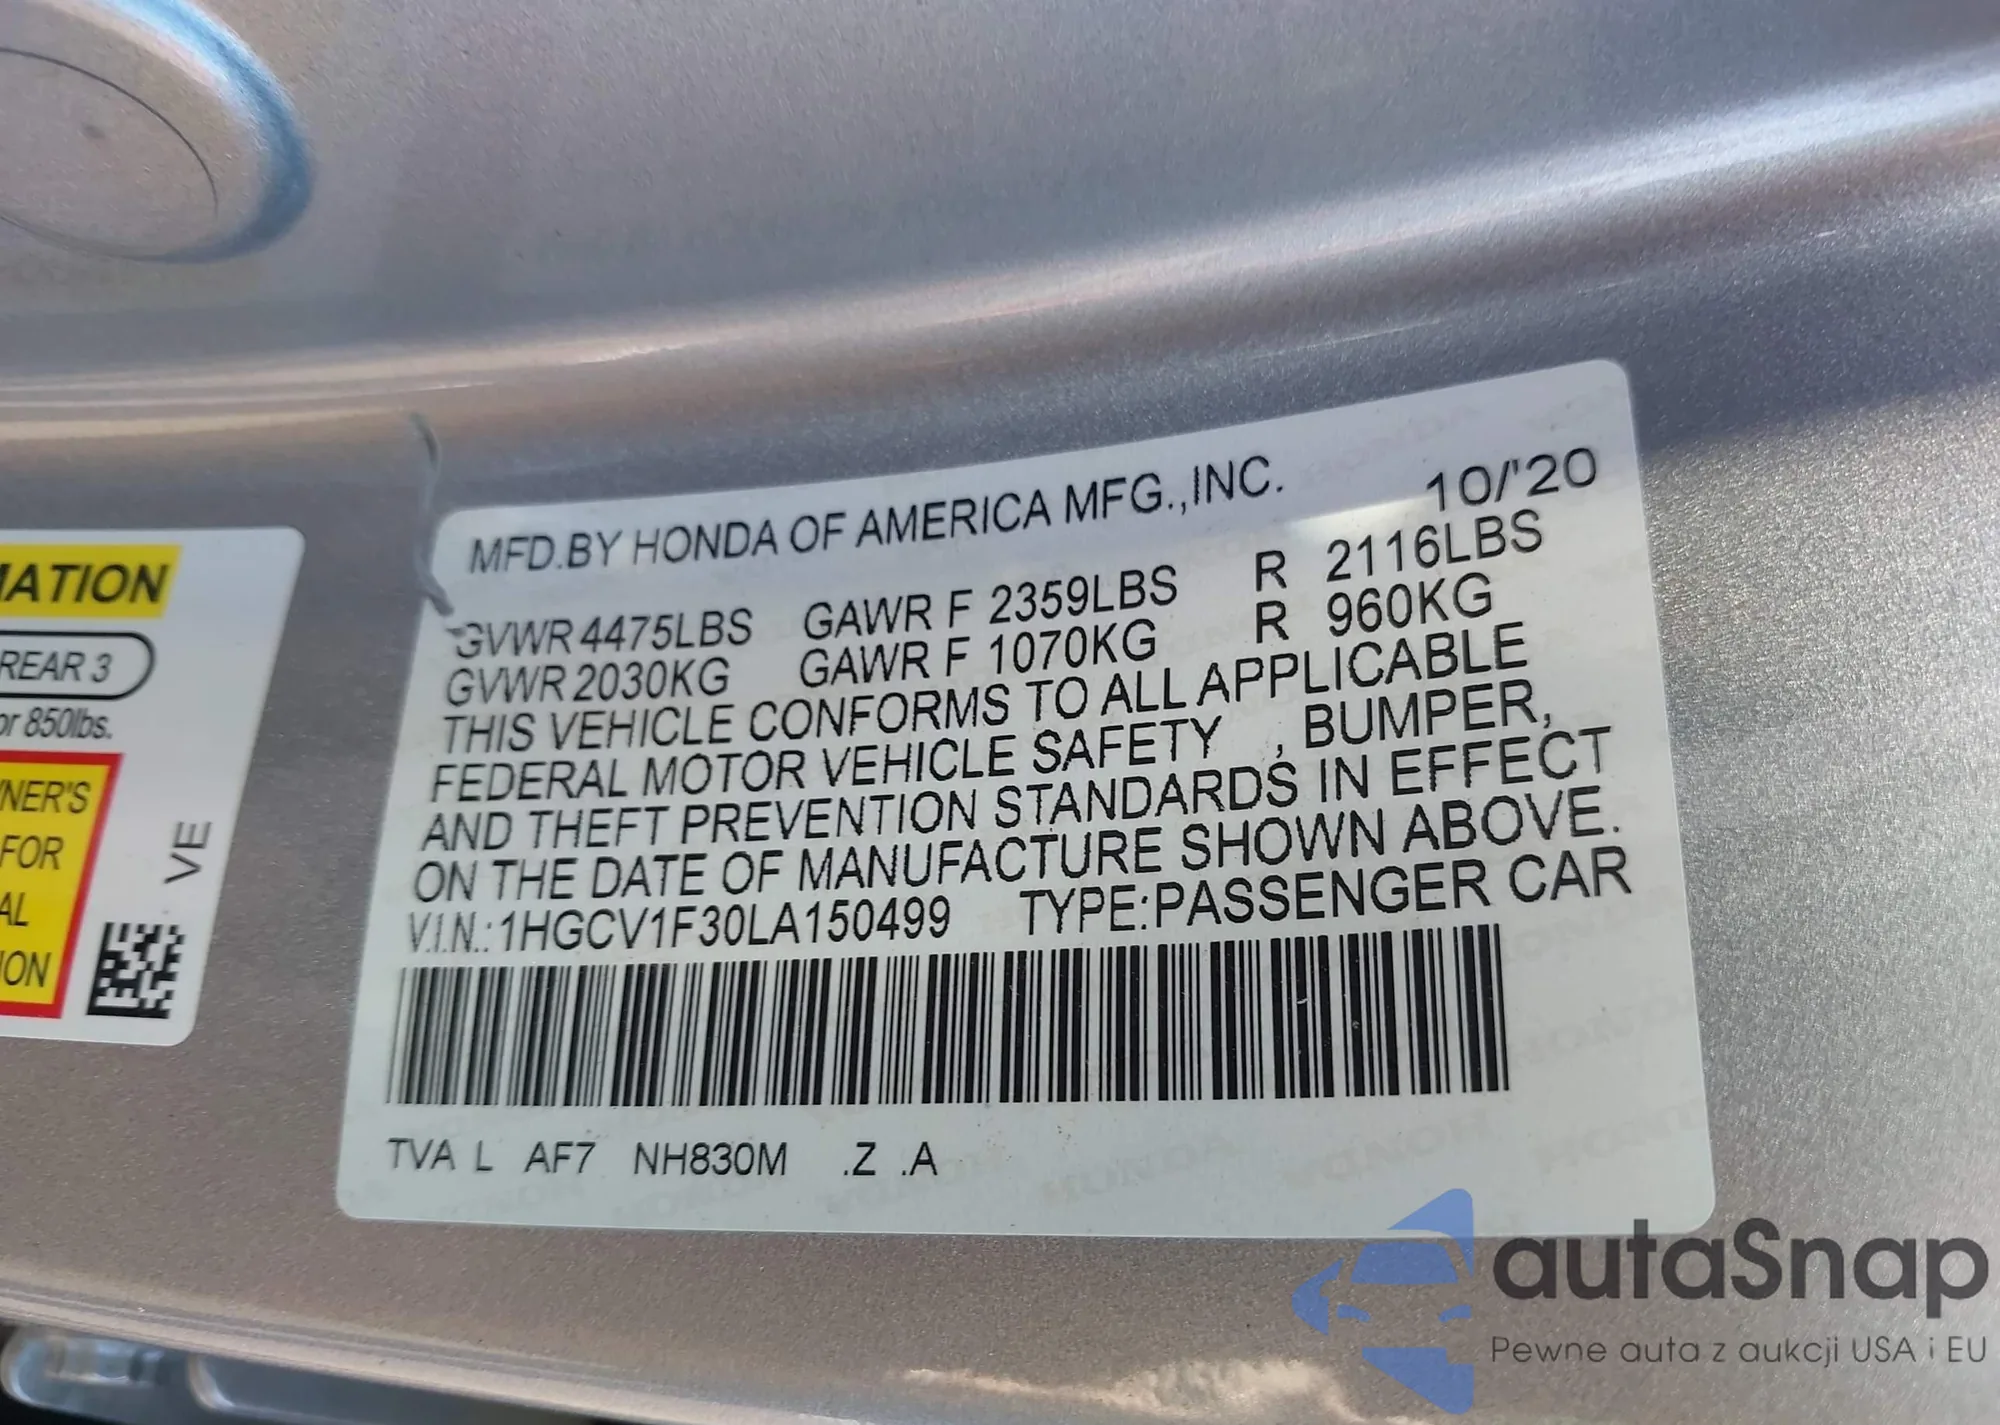 MATION
REAR 3
or 850lbs.
NER'S
FOR
AL
ION
VE
MFD.BY HONDA OF AMERICA MFG.,INC. 10/'20
GVWR 4475LBS GAWR F 2359LBS R 2116LBS
GVWR 2030KG GAWR F 1070KG R 960KG
THIS VEHICLE CONFORMS TO ALL APPLICABLE
FEDERAL MOTOR VEHICLE SAFETY , BUMPER,
AND THEFT PREVENTION STANDARDS IN EFFECT
ON THE DATE OF MANUFACTURE SHOWN ABOVE.
V.I.N.: 1HGCV1F30LA150499 TYPE:PASSENGER CAR
TVA L AF7 NH830M .Z .A
autaSnap
Pewne auta z aukcji USA i EU